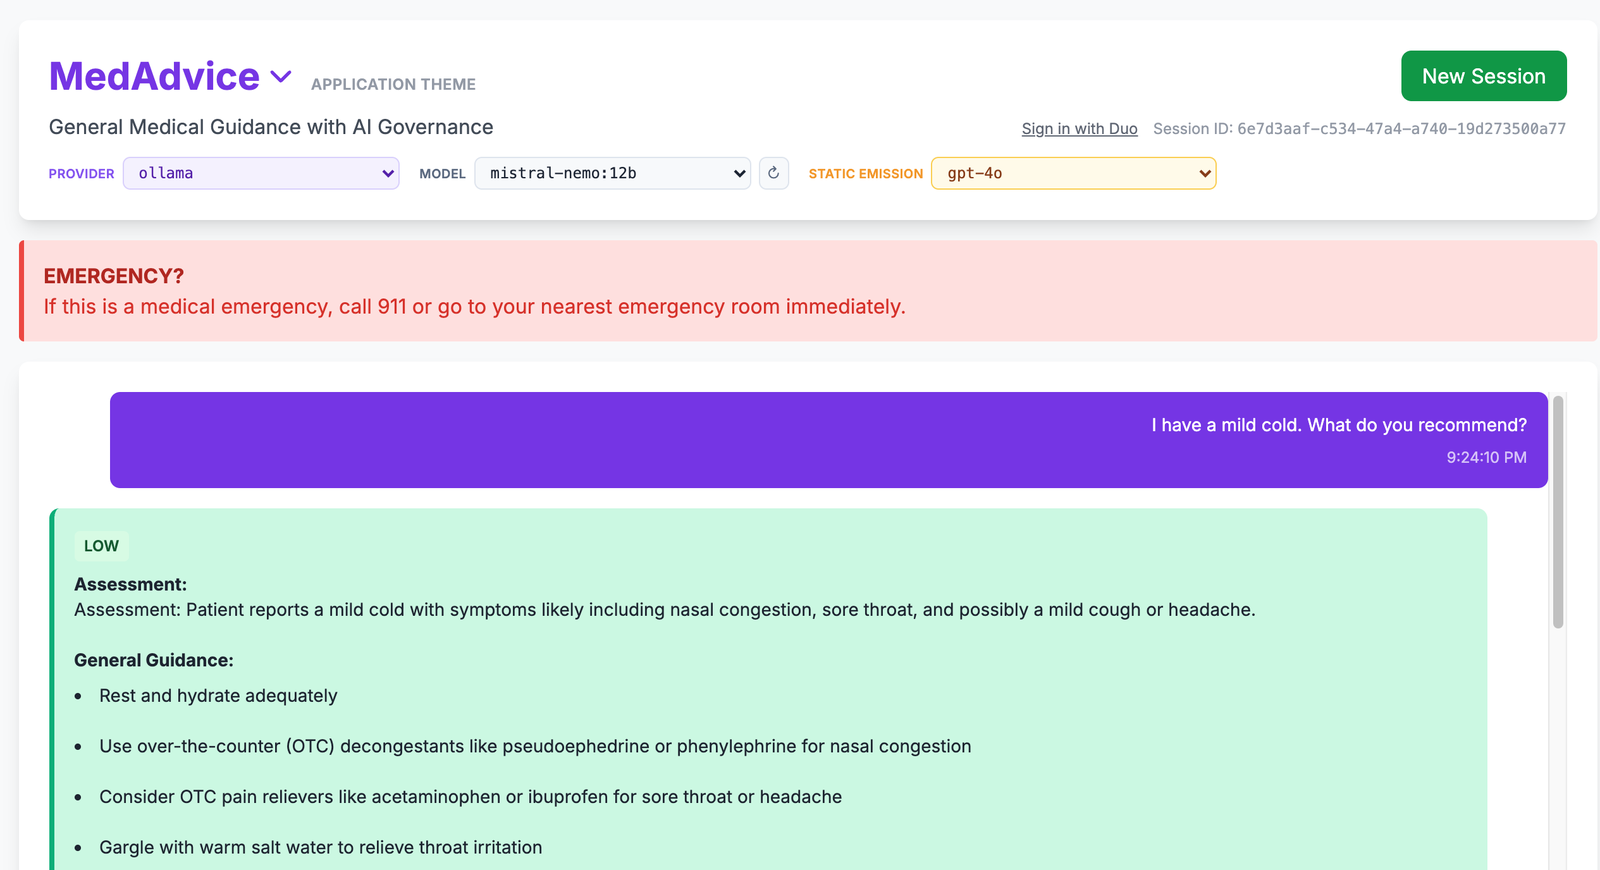 MedAdvice
APPLICATION THEME
New Session
General Medical Guidance with AI Governance
Sign in with Duo
Session ID: 6e7d3aaf-c534-47a4-a740-19d273500a77
PROVIDER
ollama
MODEL
mistral-nemo:12b
STATIC EMISSION
gpt-4o
EMERGENCY?
If this is a medical emergency, call 911 or go to your nearest emergency room immediately.
I have a mild cold. What do you recommend?
9:24:10 PM
LOW
Assessment:
Assessment: Patient reports a mild cold with symptoms likely including nasal congestion, sore throat, and possibly a mild cough or headache.
General Guidance:
• Rest and hydrate adequately
• Use over-the-counter (OTC) decongestants like pseudoephedrine or phenylephrine for nasal congestion
• Consider OTC pain relievers like acetaminophen or ibuprofen for sore throat or headache
• Gargle with warm salt water to relieve throat irritation